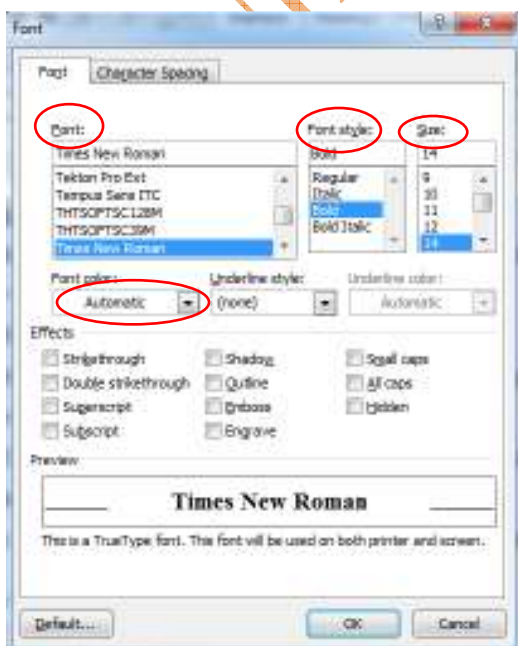 Font
Font Character Spacing
Font: Font style: Size:
Times New Roman Bold 14
Tekton Pro Ext Regular 9
Tempus Sans ITC Italic 10
THTSOFTSC128M Bold 11
THTSOFTSC39M Bold Italic 12
Times New Roman 14
Font color: Underline style: Underline color:
Automatic (none) Automatic
Effects
Strikethrough Shadow Small caps
Double strikethrough Outline All caps
Superscript Emboss Hidden
Subscript Engrave
Preview
Times New Roman
This is a TrueType font. This font will be used on both printer and screen.
Default... OK Cancel